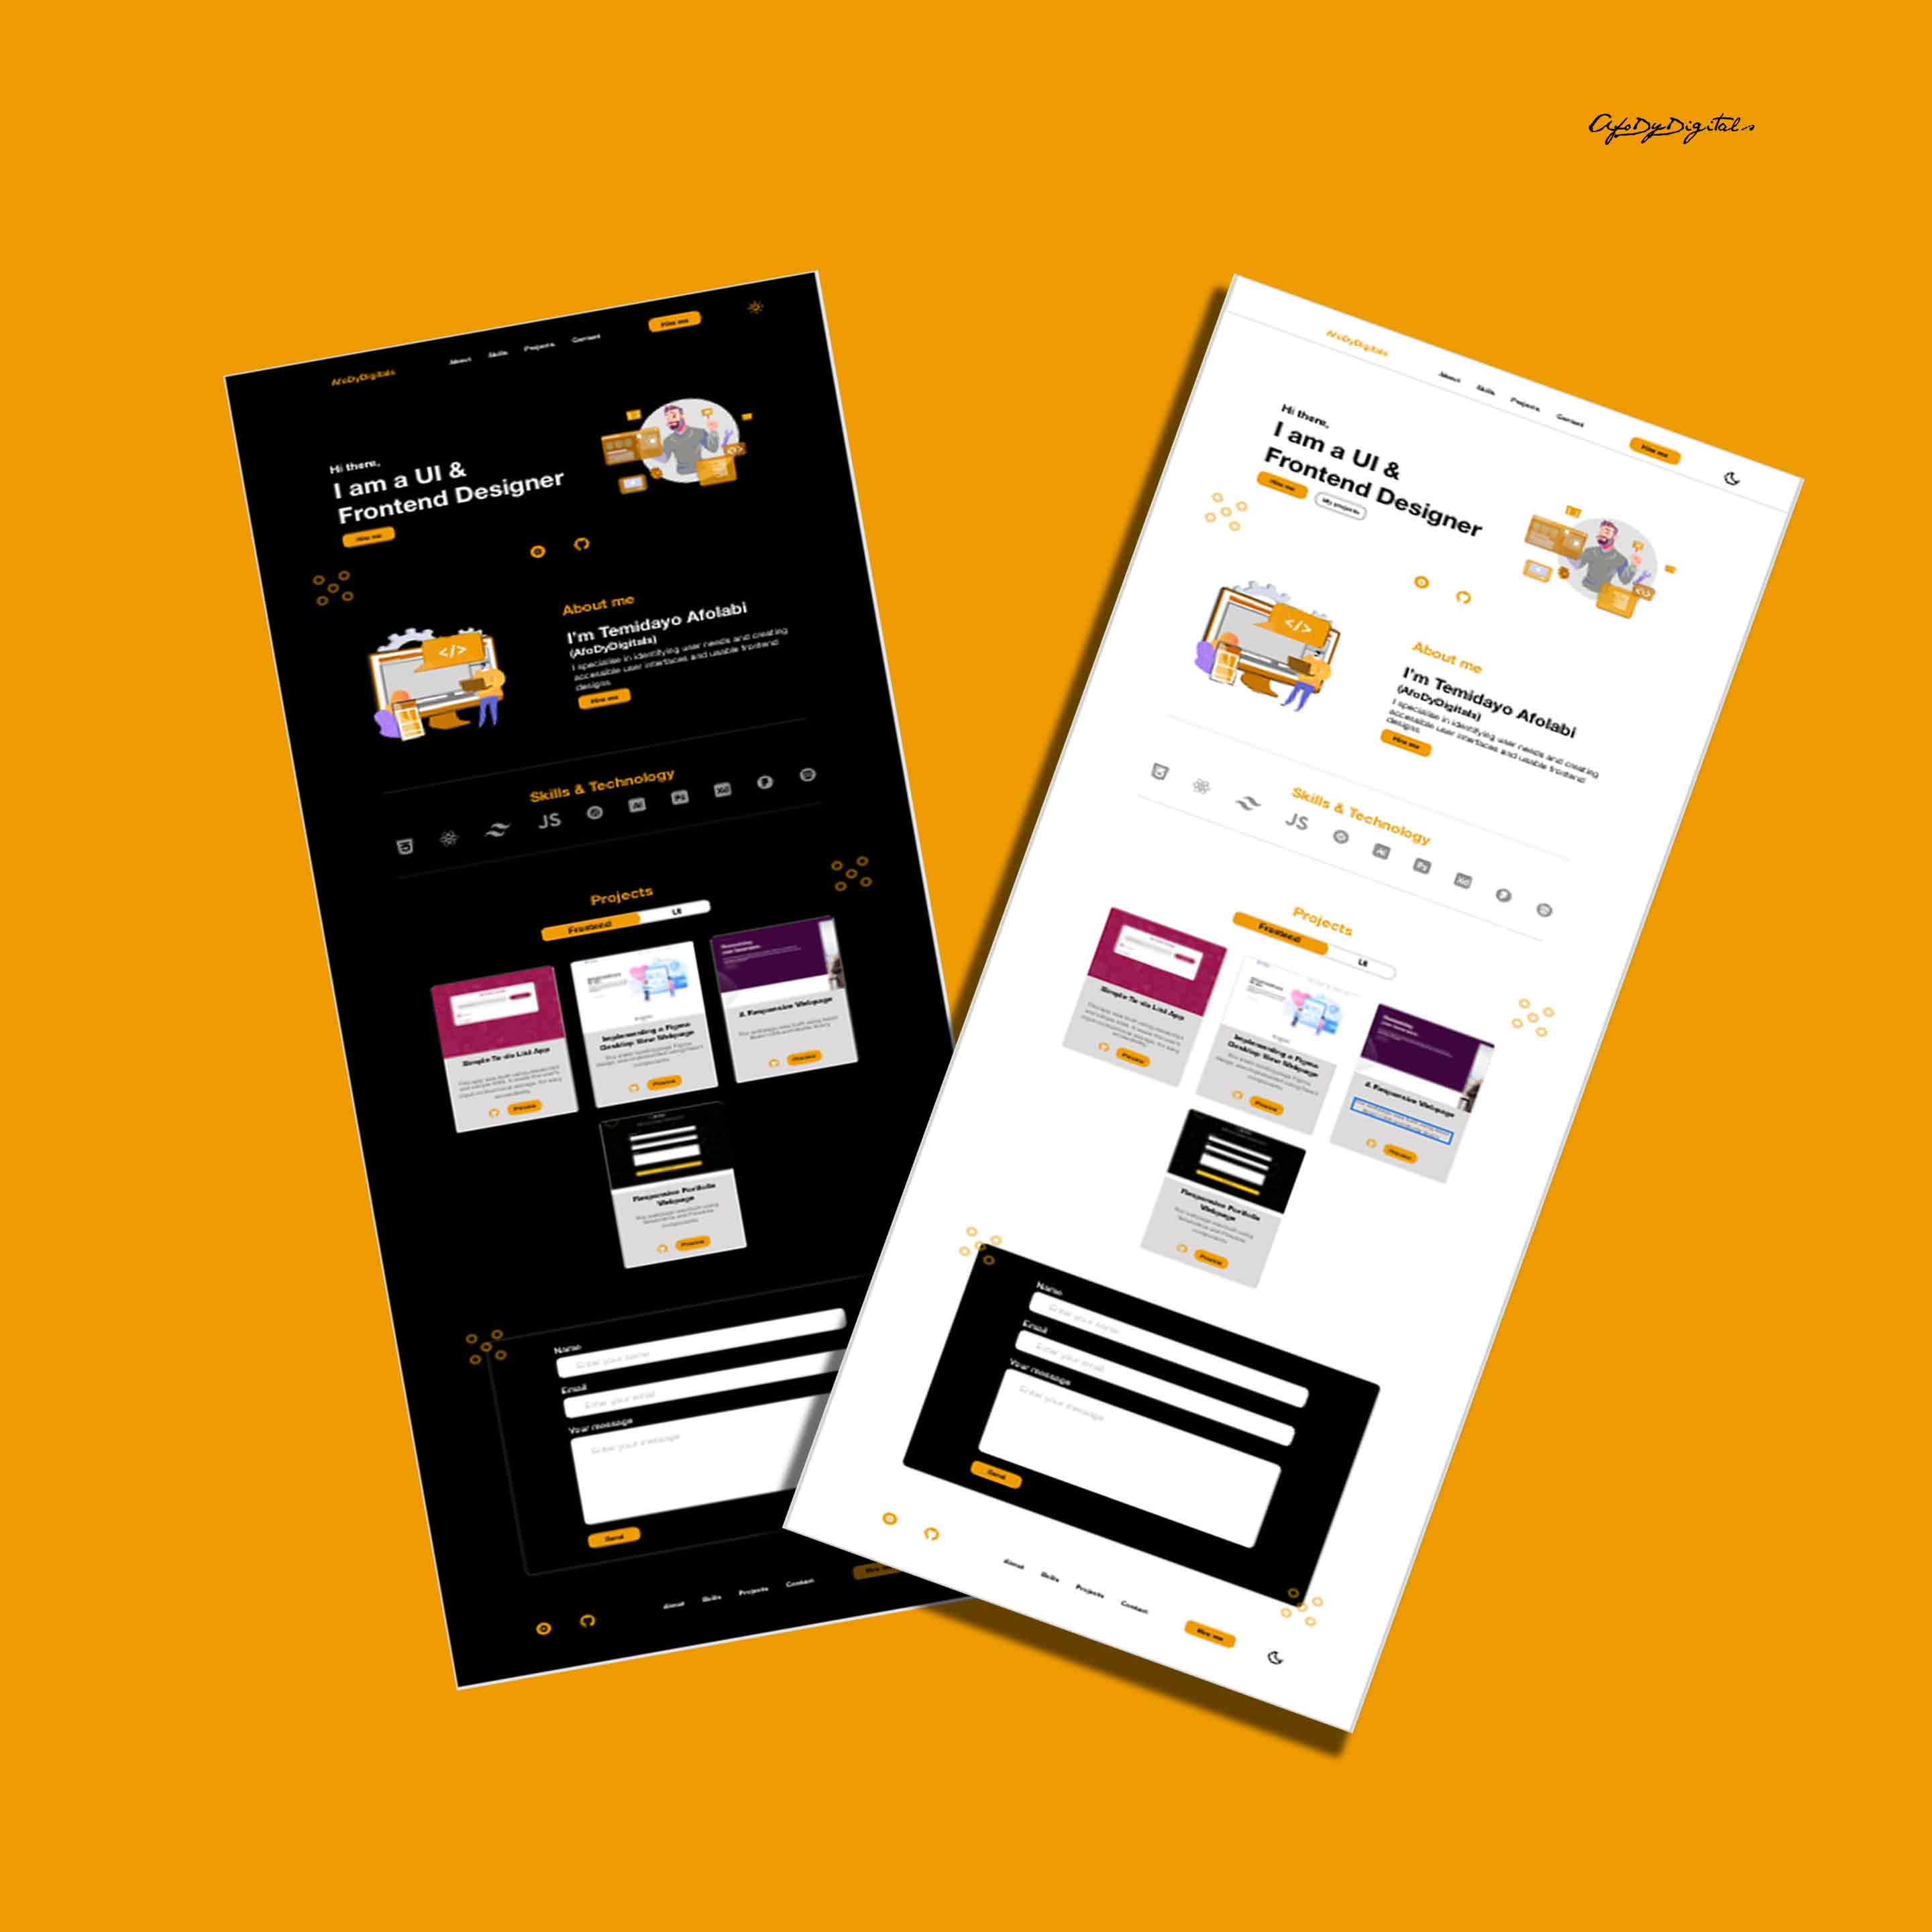 AfoDyDigitals
AfoDyDigitals
About Skills Projects Contact Hire me
Hi there,
I am a UI &
Frontend Designer
Hire me
</>
About me
I'm Temidayo Afolabi
(AfoDyDigitals)
I specialise in identifying user needs and creating
accessible user interfaces and usable frontend
designs.
Hire me
Skills & Technology
JS Ai Ps Xd
Projects
Frontend UI
Simple To-do List App
Preview
Implementing a Figma
Desktop View Webpage
Preview
A Responsive Webpage
Preview
Responsive Portfolio
Webpage
Preview
Name
Enter your name
Email
Enter your email
Your message
Enter your message
Send
About Skills Projects Contact
AfoDyDigitals
About Skills Projects Contact Hire me
Hi there,
I am a UI &
Frontend Designer
Hire me My projects
</>
About me
I'm Temidayo Afolabi
(AfoDyDigitals)
I specialise in identifying user needs and creating
accessible user interfaces and usable frontend
designs.
Hire me
Skills & Technology
JS Ai Ps Xd
Projects
Frontend UI
Simple To-do List App
Preview
Implementing a Figma
Desktop View Webpage
Preview
A Responsive Webpage
Preview
Responsive Portfolio
Webpage
Preview
Name
Enter your name
Email
Enter your email
Your message
Enter your message
Send
About Skills Projects Contact Hire me